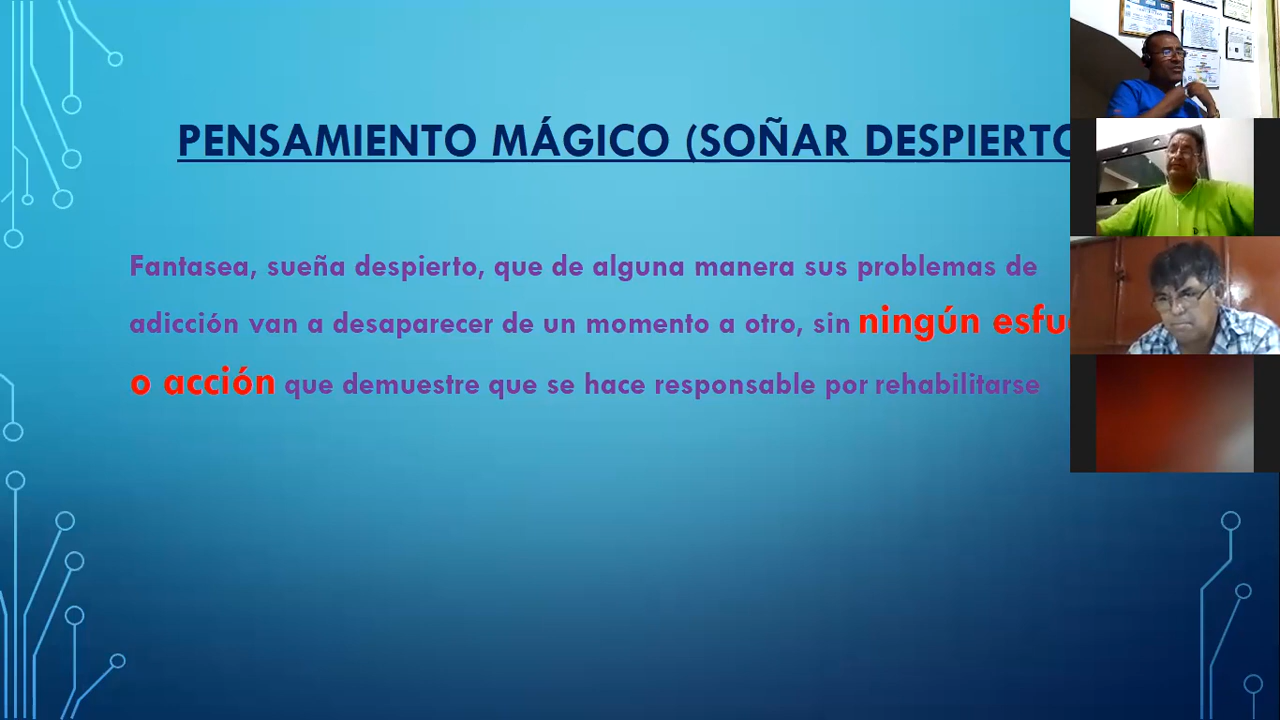 PENSAMIENTO MÁGICO (SOÑAR DESPIERTO
Fantasea, sueña despierto, que de alguna manera sus problemas de
adicción van a desaparecer de un momento a otro, sin ningún esfu
o acción que demuestre que se hace responsable por rehabilitarse